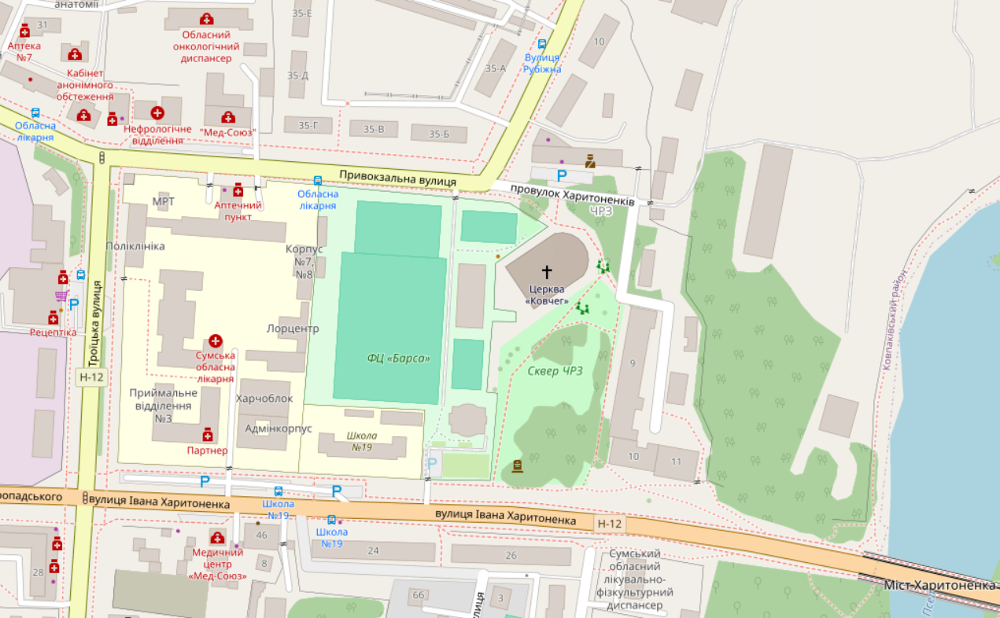 анатомії
31
Аптека
№7
Обласний
онкологічний
диспансер
35-Е
10
Вулиця
Рубіжна
35-А
35-Д
Кабінет
анонімного
обстеження
Обласна
лікарня
Нефрологічне
відділення
"Мед-Союз"
35-Г
35-В
35-Б
P
Привокзальна вулиця
провулок Харитоненків
ЧРЗ
Обласна
лікарня
МРТ
Аптечний
пункт
Поліклініка
Корпус
№7,
№8
Церква
«Ковчег»
P
Рецептіка
Троїцька вулиця
Н-12
Лорцентр
Сумська
обласна
лікарня
ФЦ «Барса»
Сквер ЧРЗ
9
Ковпаківський район
Приймальне
відділення
№3
Харчоблок
Адмінкорпус
Партнер
Школа
№19
P
10
11
P
P
ропадського
вулиця Івана Харитоненка
Школа
№19
вулиця Івана Харитоненка
Н-12
Школа
№19
46
Медичний
центр
«Мед-Союз»
8
24
26
28
Сумський
обласний
лікувально-
фізкультурний
диспансер
Міст Харитоненка
Псел
66
3
улиця